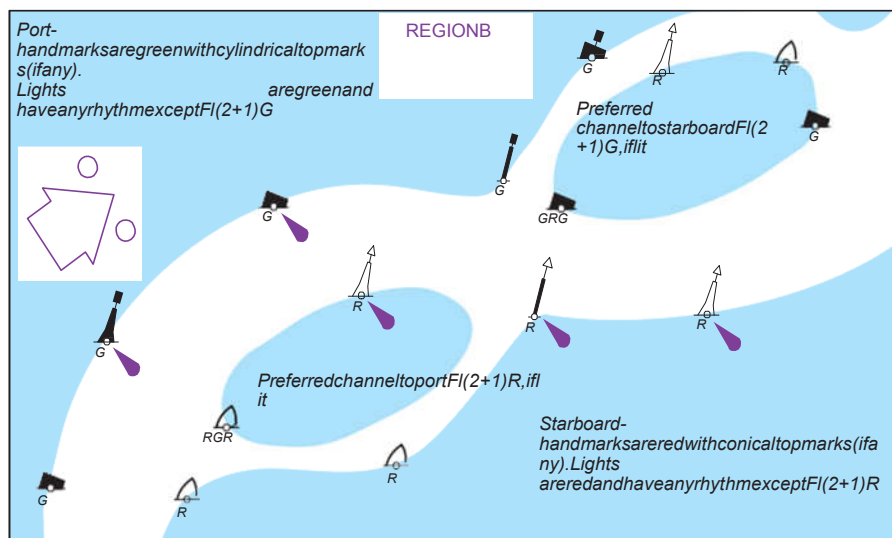 Port-
handmarksaregreenwithcylindricaltopmark
s(ifany).
Lights aregreenand
haveanyrhythmexceptFl(2+1)G
REGIONB
G
R
R
Preferred
channeltostarboardFl(2
+1)G,iflit
G
G
GRG
G
R
R
R
G
PreferredchanneltoportFl(2+1)R,ifl
it
RGR
Starboard-
handmarksareredwithconicaltopmarks(ifa
ny).Lights
areredandhaveanyrhythmexceptFl(2+1)R
R
G
R